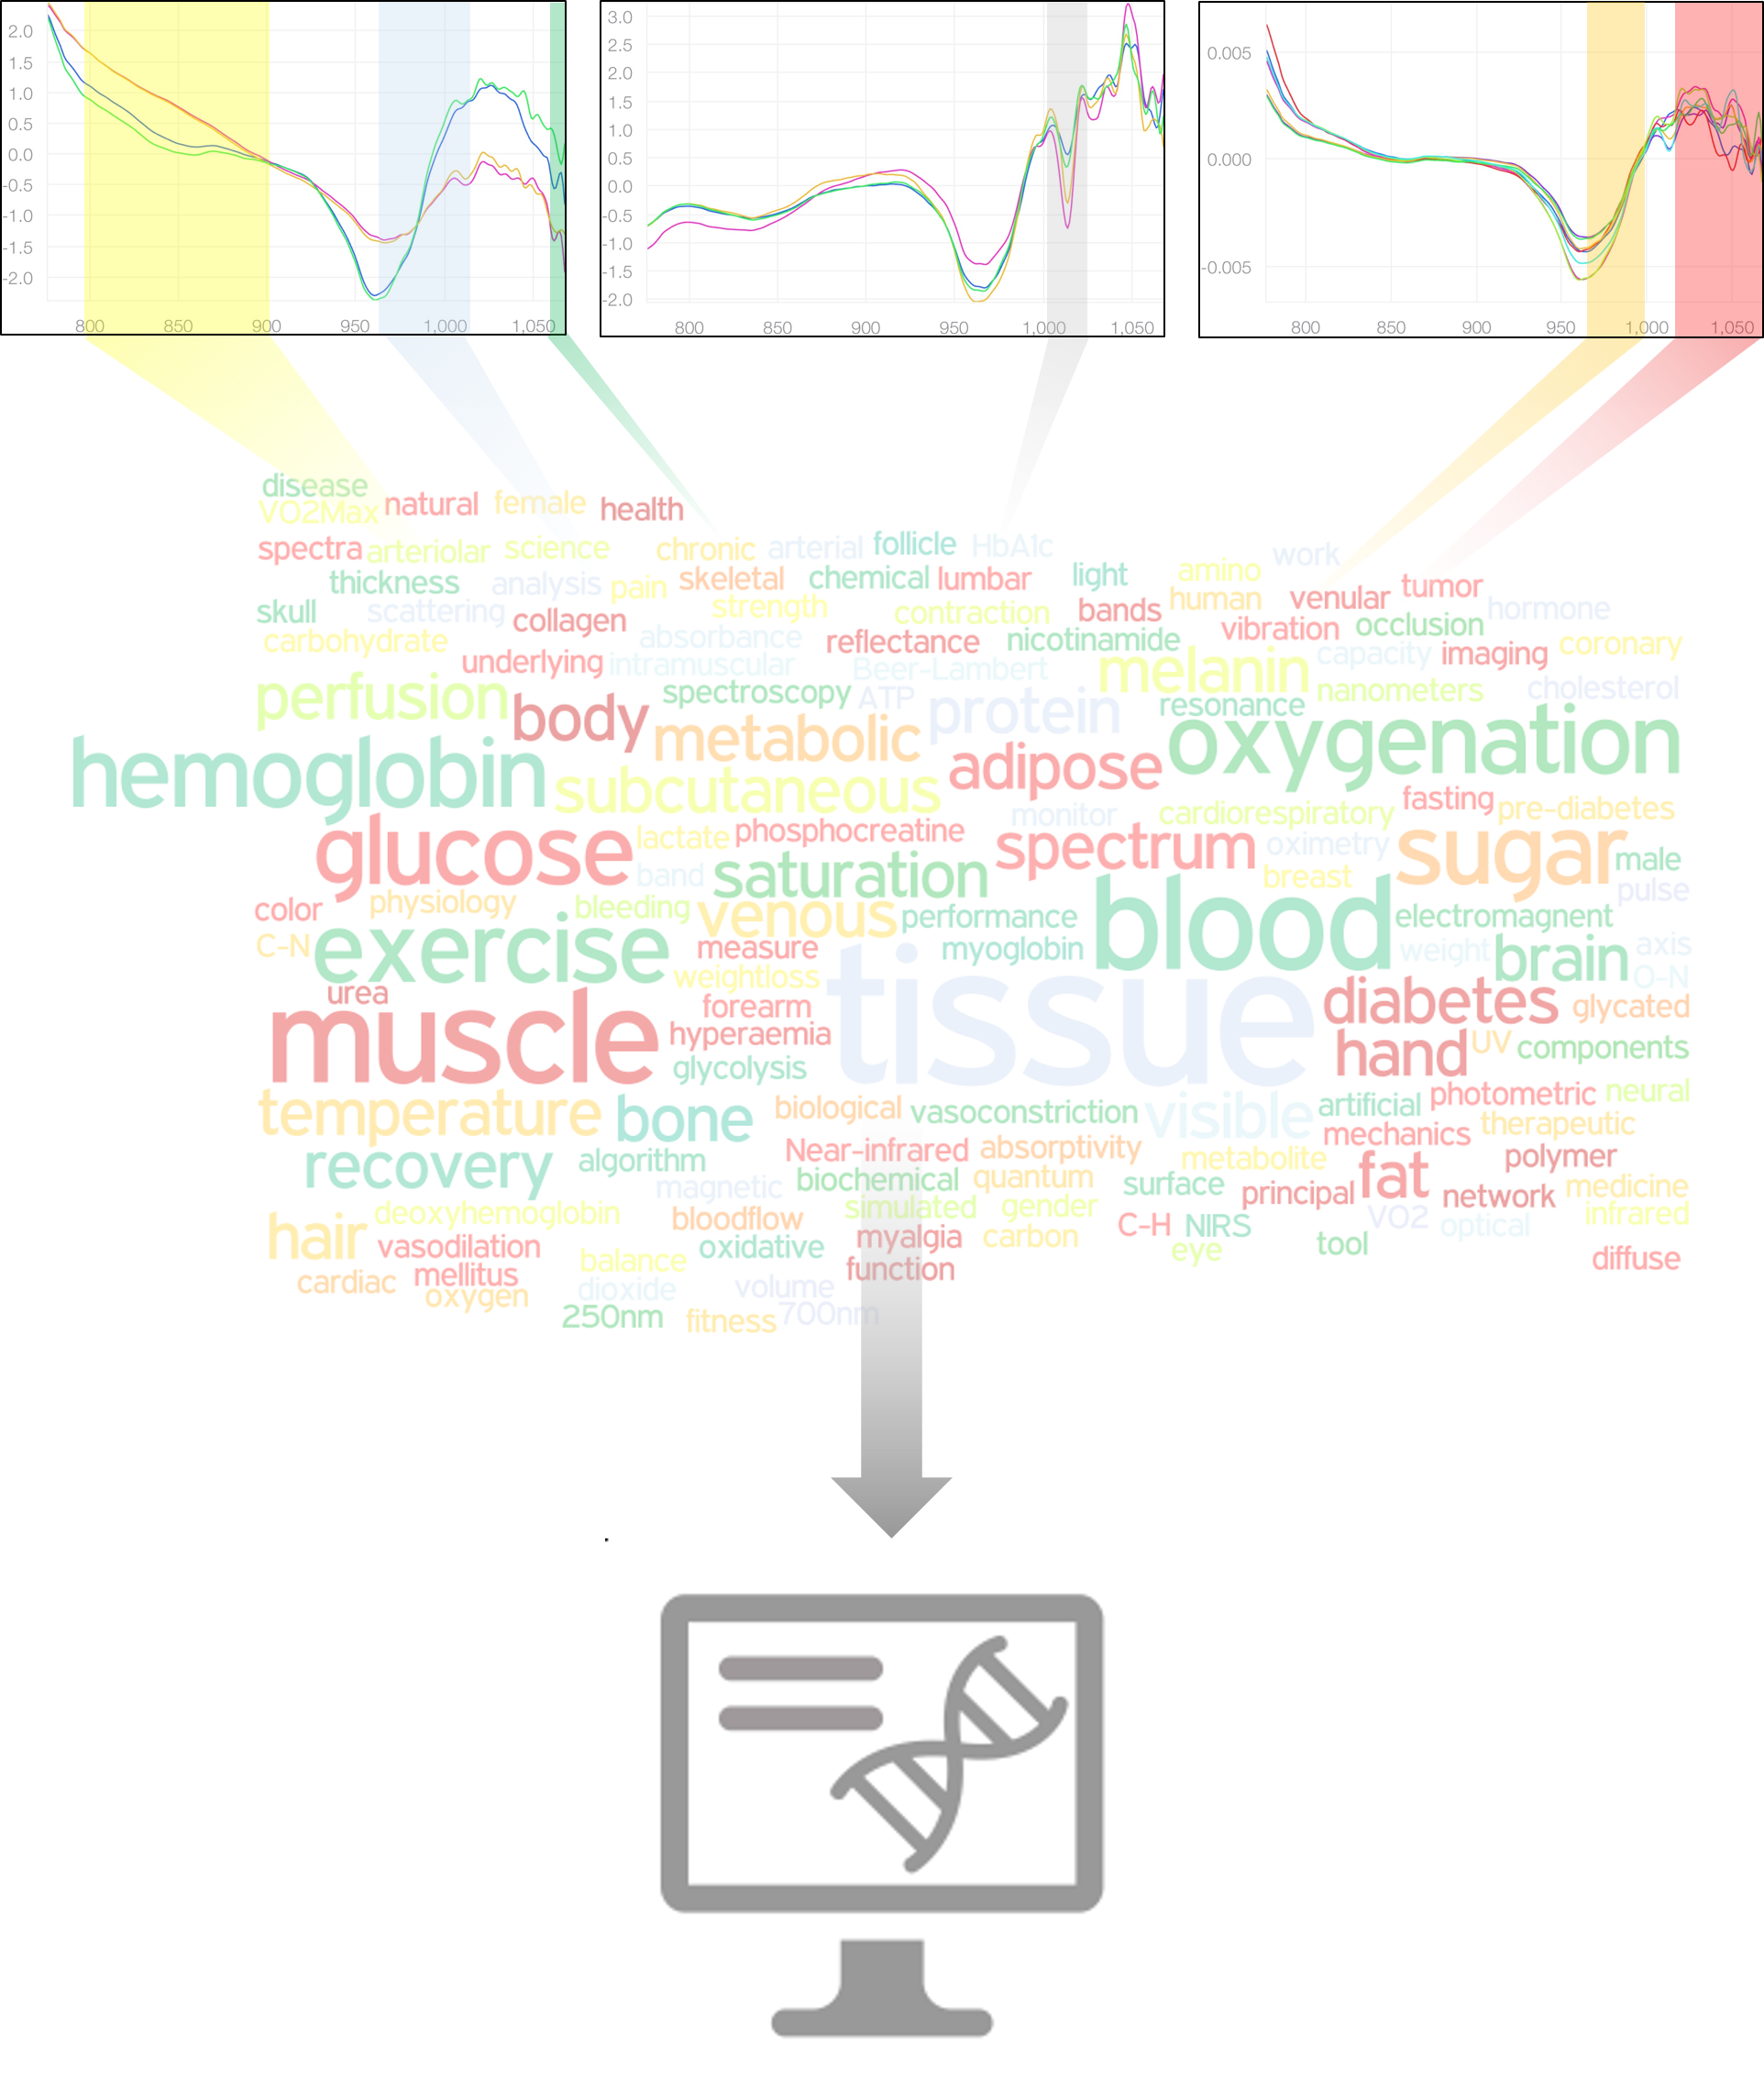 2.0
1.5
1.0
0.5
0.0
-0.5
-1.0
-1.5
-2.0
800 850 900 950 1,000 1,050
3.0
2.5
2.0
1.5
1.0
0.5
0.0
-0.5
-1.0
-1.5
-2.0
800 850 900 950 1,000 1,050
0.005
0.000
-0.005
800 850 900 950 1,000 1,050
disease
VO2Max natural female health
spectra arteriolar science chronic arterial follicle HbA1c work
thickness analysis pain skeletal chemical lumbar light amino
skull scattering collagen strength contraction bands human venular tumor hormone
carbohydrate absorbance reflectance nicotinamide vibration occlusion coronary
underlying intramuscular Beer-Lambert melanin capacity imaging
perfusion body spectroscopy ATP protein resonance nanometers cholesterol
hemoglobin metabolic adipose oxygenation
subcutaneous monitor cardiorespiratory fasting pre-diabetes
glucose lactate phosphocreatine spectrum oximetry sugar male
band saturation breast pulse
color physiology bleeding venous performance blood electromagnent
C-N exercise measure myoglobin weight brain axis
weightloss tissue O-N
urea muscle forearm diabetes glycated
hyperaemia hand UV components
glycolysis
temperature bone biological vasoconstriction visible artificial photometric neural
mechanics therapeutic
recovery algorithm Near-infrared absorptivity metabolite fat polymer
magnetic biochemical quantum surface principal network medicine
hair deoxyhemoglobin bloodflow simulated gender C-H NIRS VO2 optical infrared
vasodilation balance oxidative myalgia carbon eye tool diffuse
cardiac mellitus dioxide volume function
oxygen
250nm fitness 700nm